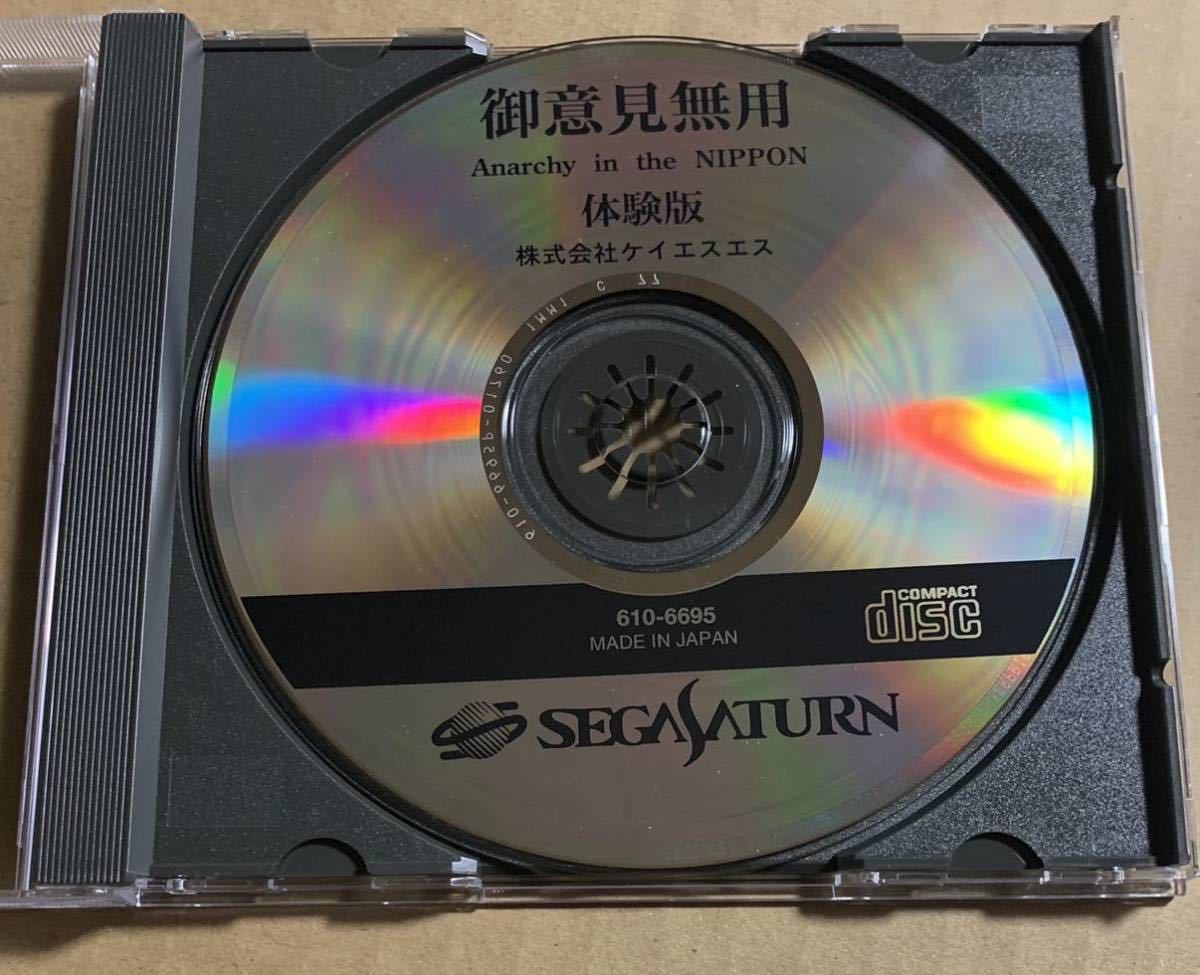 御意見無用
Anarchy in the NIPPON
体験版
株式会社ケイエスエス
610-6695
MADE IN JAPAN
COMPACT
disc
SEGASATURN